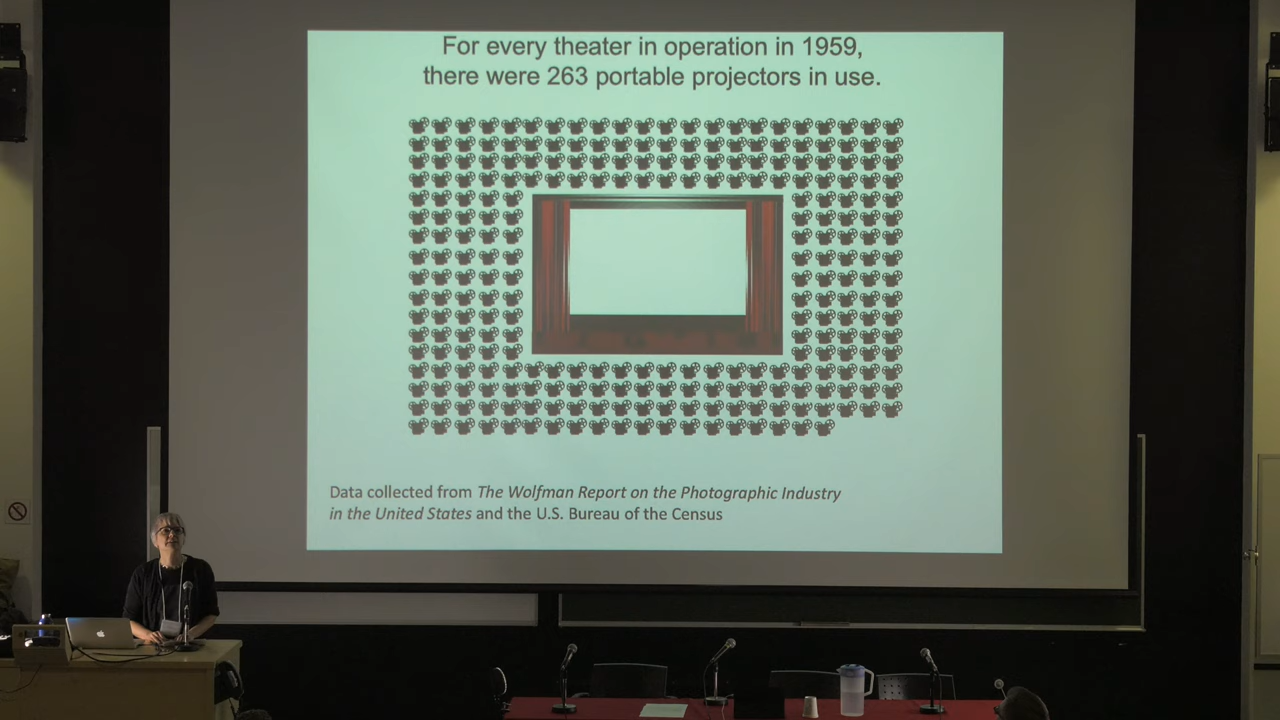 For every theater in operation in 1959,
there were 263 portable projectors in use.
Data collected from The Wolfman Report on the Photographic Industry
in the United States and the U.S. Bureau of the Census